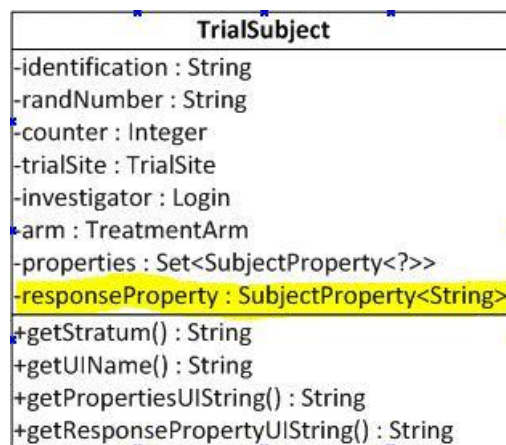 TrialSubject
-identification : String
-randNumber : String
-counter : Integer
-trialSite : TrialSite
-investigator : Login
-arm : TreatmentArm
-properties : Set<SubjectProperty<?>>
-responseProperty : SubjectProperty<String>
+getStratum() : String
+getUIName() : String
+getPropertiesUIString() : String
+getResponsePropertyUIString() : String